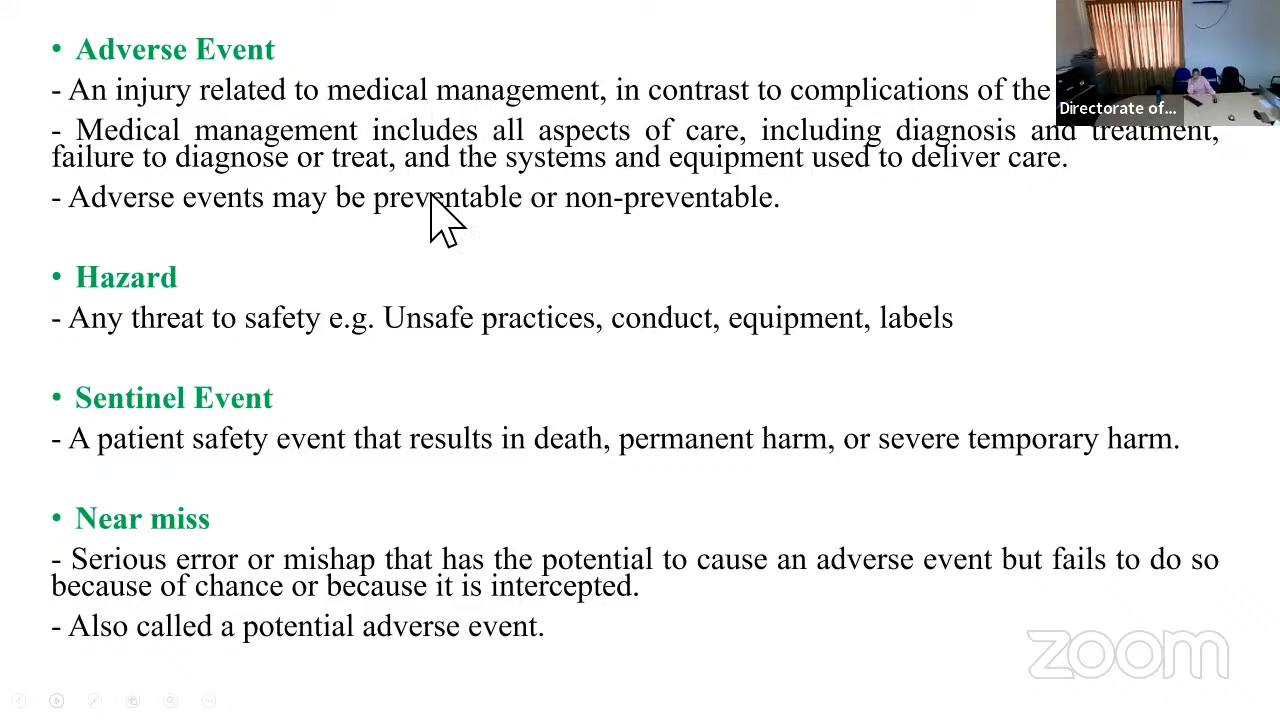 • Adverse Event
- An injury related to medical management, in contrast to complications of the
- Medical management includes all aspects of care, including diagnosis and treatment,
failure to diagnose or treat, and the systems and equipment used to deliver care.
- Adverse events may be preventable or non-preventable.
• Hazard
- Any threat to safety e.g. Unsafe practices, conduct, equipment, labels
• Sentinel Event
- A patient safety event that results in death, permanent harm, or severe temporary harm.
• Near miss
- Serious error or mishap that has the potential to cause an adverse event but fails to do so
because of chance or because it is intercepted.
- Also called a potential adverse event.
Directorate of...
zoom